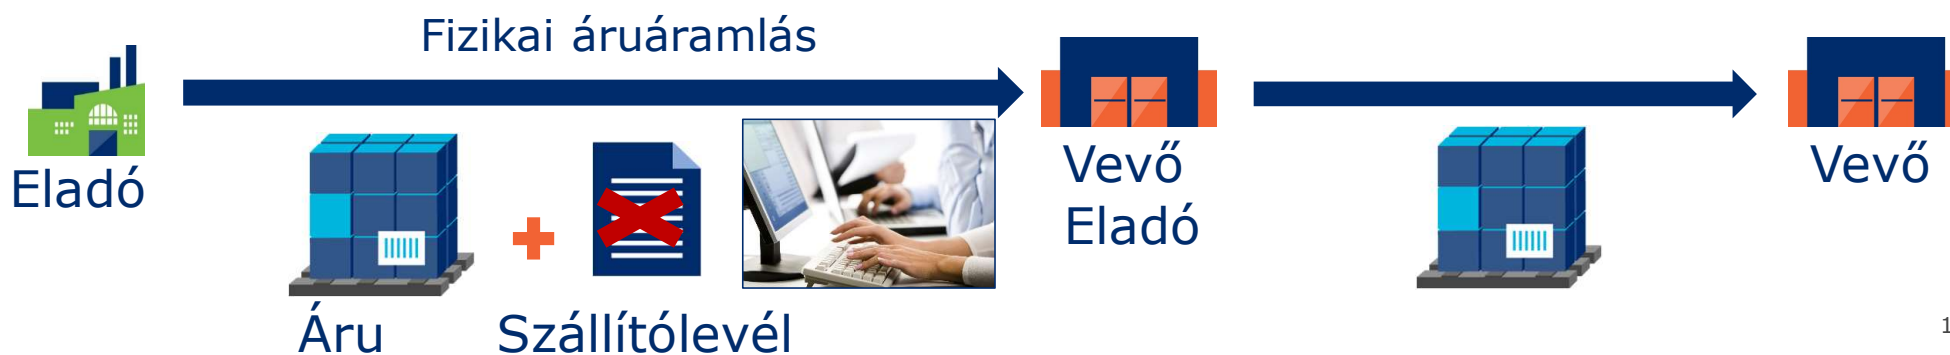 Fizikai áruáramlás
Eladó
Vevő
Eladó
Vevő
Áru
Szállítólevél
1